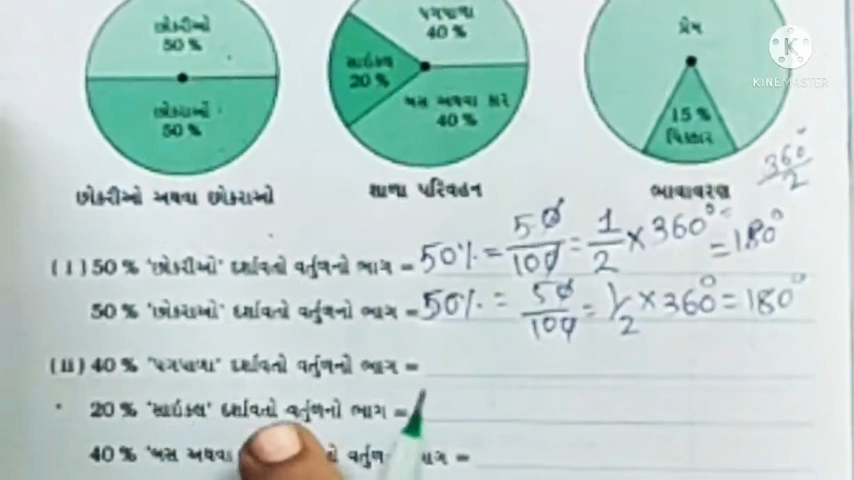 છોકરીઓ
50 %
છોકરાઓ
50 %
છોકરીઓ અથવા છોકરાઓ
પગપાળા
40 %
સાઇકલ
20 %
બસ અથવા કાર
40 %
શાળા પરિવહન
પ્રેમ
15 %
ધિક્કાર
KINEMASTER
360°/2
(i) 50 % 'છોકરીઓ' દર્શાવતો વર્તુળનો ભાગ = 50% = 50/100 = 1/2 × 360° = 180°
50 % 'છોકરાઓ' દર્શાવતો વર્તુળનો ભાગ = 50% = 50/100 = 1/2 × 360° = 180°
(ii) 40 % 'પગપાળા' દર્શાવતો વર્તુળનો ભાગ =
20 % 'સાઇકલ' દર્શાવતો વર્તુળનો ભાગ =
40 % 'બસ અથવા વર્તુળ =